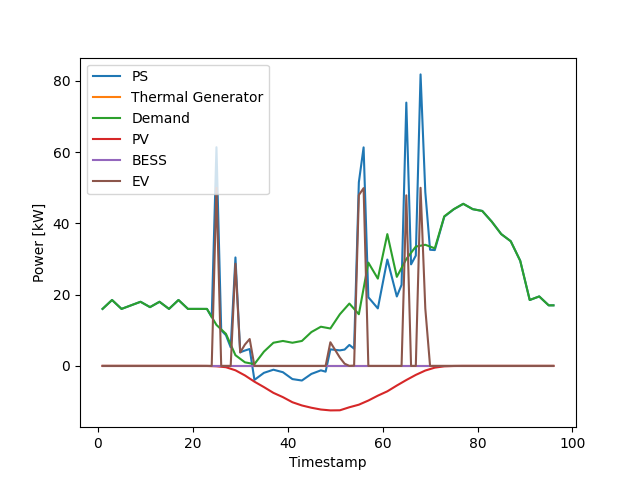 PS
Thermal Generator
Demand
PV
BESS
EV
Power [kW]
80
60
40
20
0
0 20 40 60 80 100
Timestamp